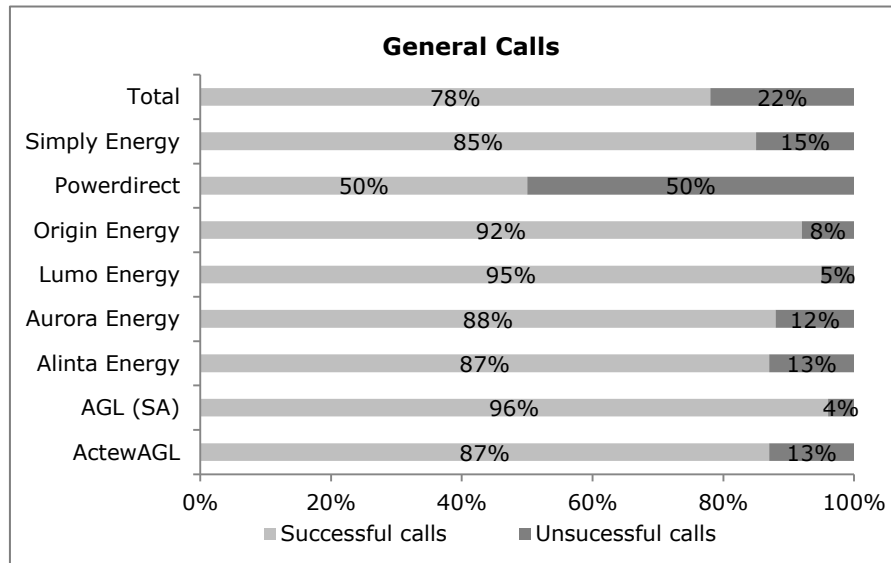 General Calls
Total 78% 22%
Simply Energy 85% 15%
Powerdirect 50% 50%
Origin Energy 92% 8%
Lumo Energy 95% 5%
Aurora Energy 88% 12%
Alinta Energy 87% 13%
AGL (SA) 96% 4%
ActewAGL 87% 13%
0% 20% 40% 60% 80% 100%
Successful calls Unsucessful calls